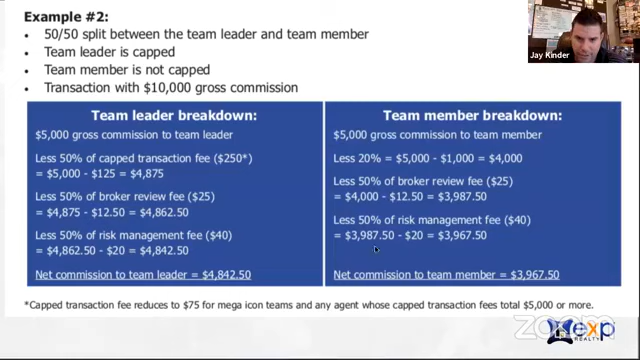 Example #2:
• 50/50 split between the team leader and team member
• Team leader is capped
• Team member is not capped
• Transaction with $10,000 gross commission
Jay Kinder
Team leader breakdown:
$5,000 gross commission to team leader
Less 50% of capped transaction fee ($250*)
= $5,000 - $125 = $4,875
Less 50% of broker review fee ($25)
= $4,875 - $12.50 = $4,862.50
Less 50% of risk management fee ($40)
= $4,862.50 - $20 = $4,842.50
Net commission to team leader = $4,842.50
Team member breakdown:
$5,000 gross commission to team member
Less 20% = $5,000 - $1,000 = $4,000
Less 50% of broker review fee ($25)
= $4,000 - $12.50 = $3,987.50
Less 50% of risk management fee ($40)
= $3,987.50 - $20 = $3,967.50
Net commission to team member = $3,967.50
*Capped transaction fee reduces to $75 for mega icon teams and any agent whose capped transaction fees total $5,000 or more.
zoom
exp
REALTY